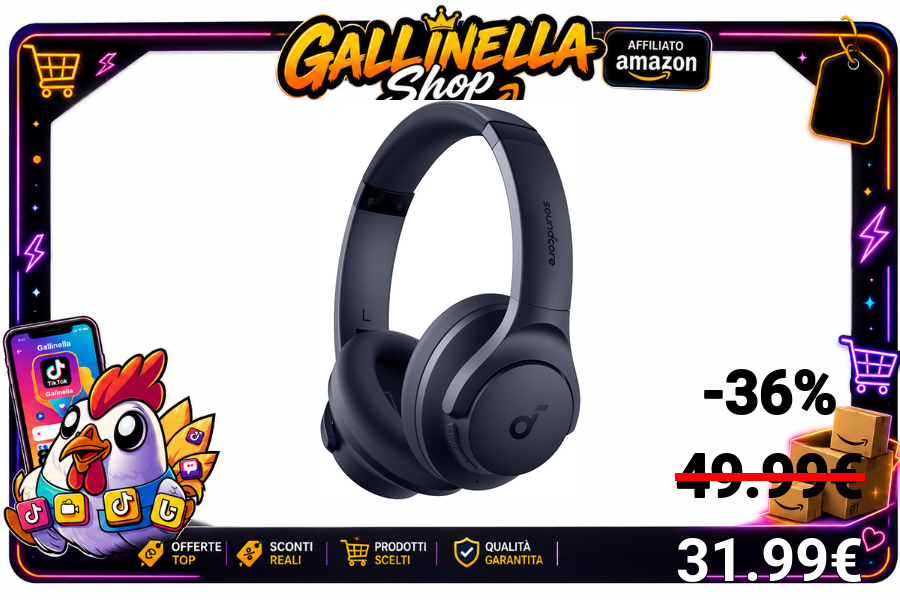 GALLINELLA
Shop
AFFILIATO
amazon
soundcore
Gallinella
TikTok
Gallinella
-36%
49.99€
31.99€
OFFERTE
TOP
SCONTI
REALI
PRODOTTI
SCELTI
QUALITÀ
GARANTITA